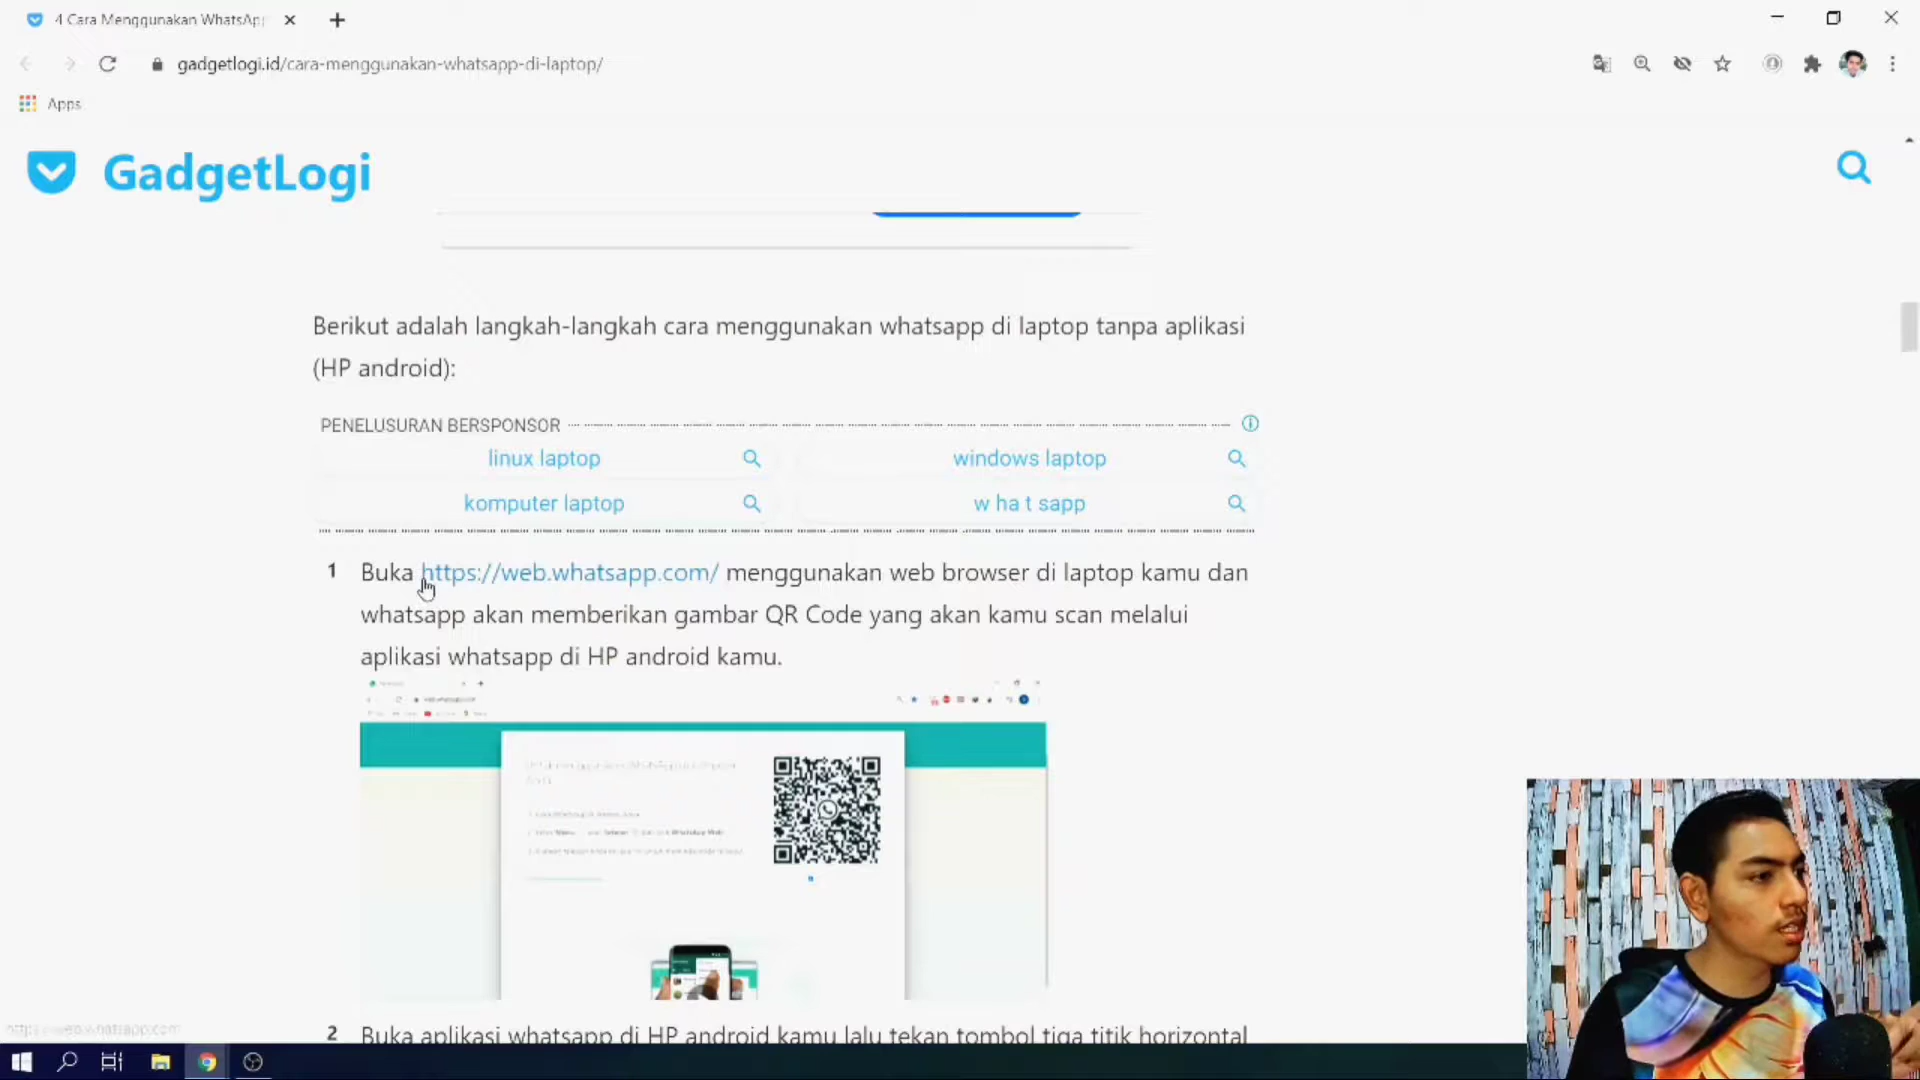 4 Cara Menggunakan WhatsAp
gadgetlogi.id/cara-menggunakan-whatsapp-di-laptop/
Apps
GadgetLogi
Berikut adalah langkah-langkah cara menggunakan whatsapp di laptop tanpa aplikasi
(HP android):
PENELUSURAN BERSPONSOR
linux laptop
windows laptop
komputer laptop
w ha t sapp
1 Buka https://web.whatsapp.com/ menggunakan web browser di laptop kamu dan
whatsapp akan memberikan gambar QR Code yang akan kamu scan melalui
aplikasi whatsapp di HP android kamu.
2 Buka aplikasi whatsapp di HP android kamu lalu tekan tombol tiga titik horizontal
https://web.whatsapp.com